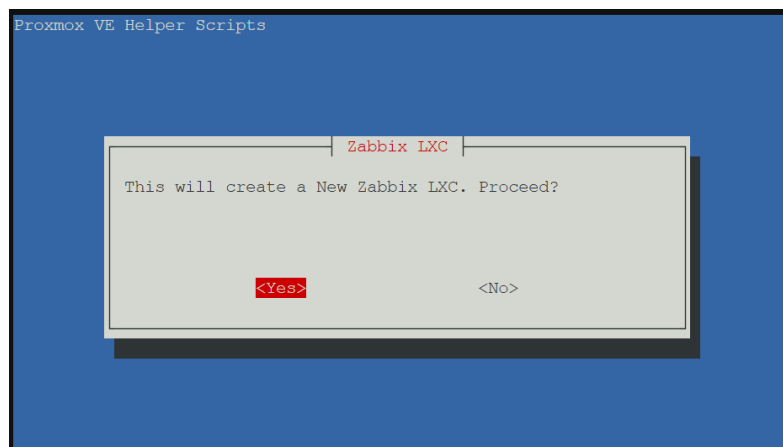 Proxmox VE Helper Scripts
Zabbix LXC
This will create a New Zabbix LXC. Proceed?
<Yes> <No>